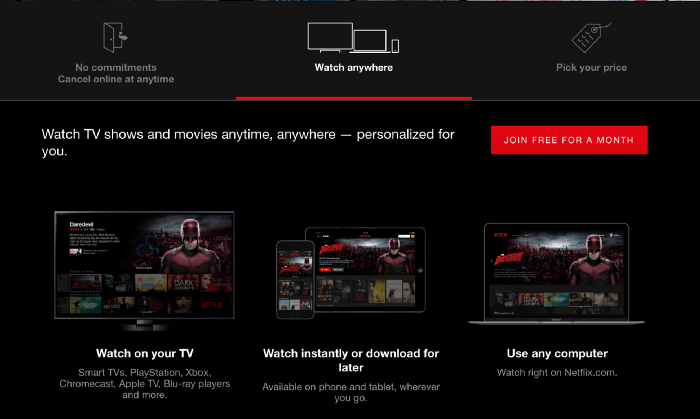 No commitments
Cancel online at anytime
Watch anywhere
Pick your price
Watch TV shows and movies anytime, anywhere — personalized for
you.
JOIN FREE FOR A MONTH
Daredevil
NETFLIX
NETFLIX
DAREDEVIL
Watch on your TV
Smart TVs, PlayStation, Xbox,
Chromecast, Apple TV, Blu-ray players
and more.
Watch instantly or download for
later
Available on phone and tablet, wherever
you go.
Use any computer
Watch right on Netflix.com.